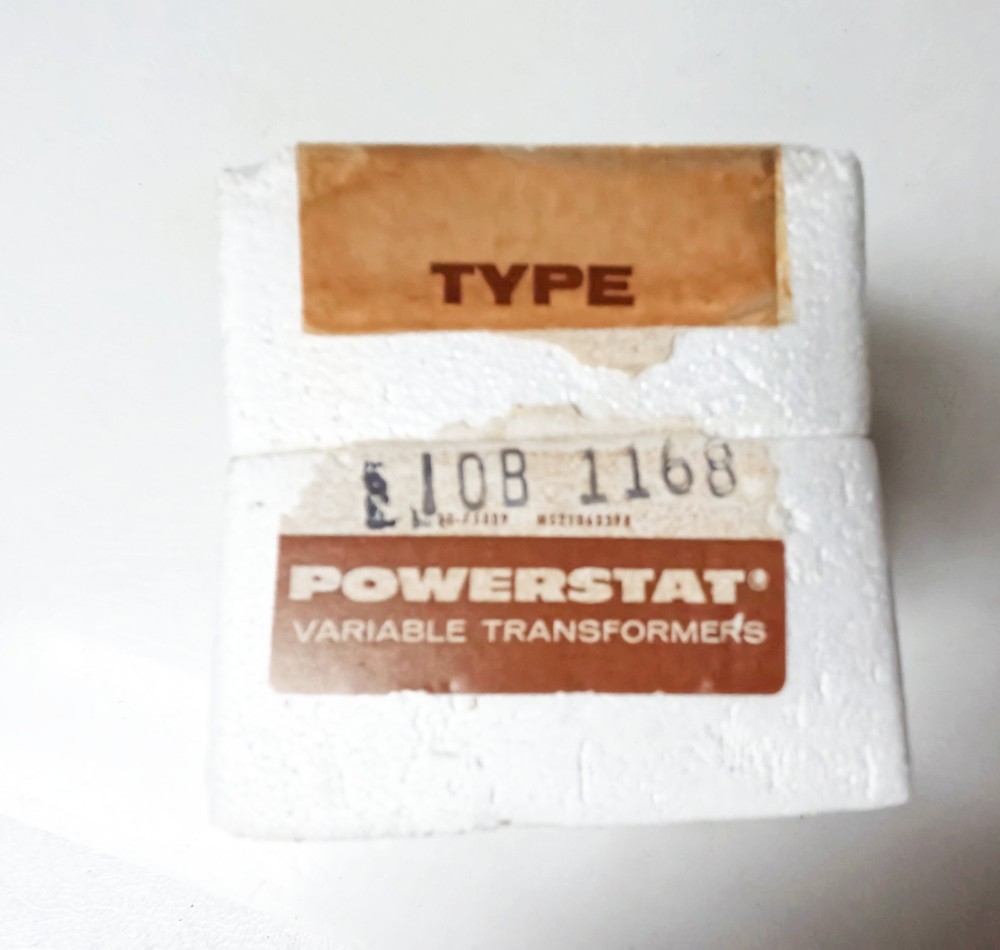 TYPE
10B 1168
POWERSTAT®
VARIABLE TRANSFORMERS